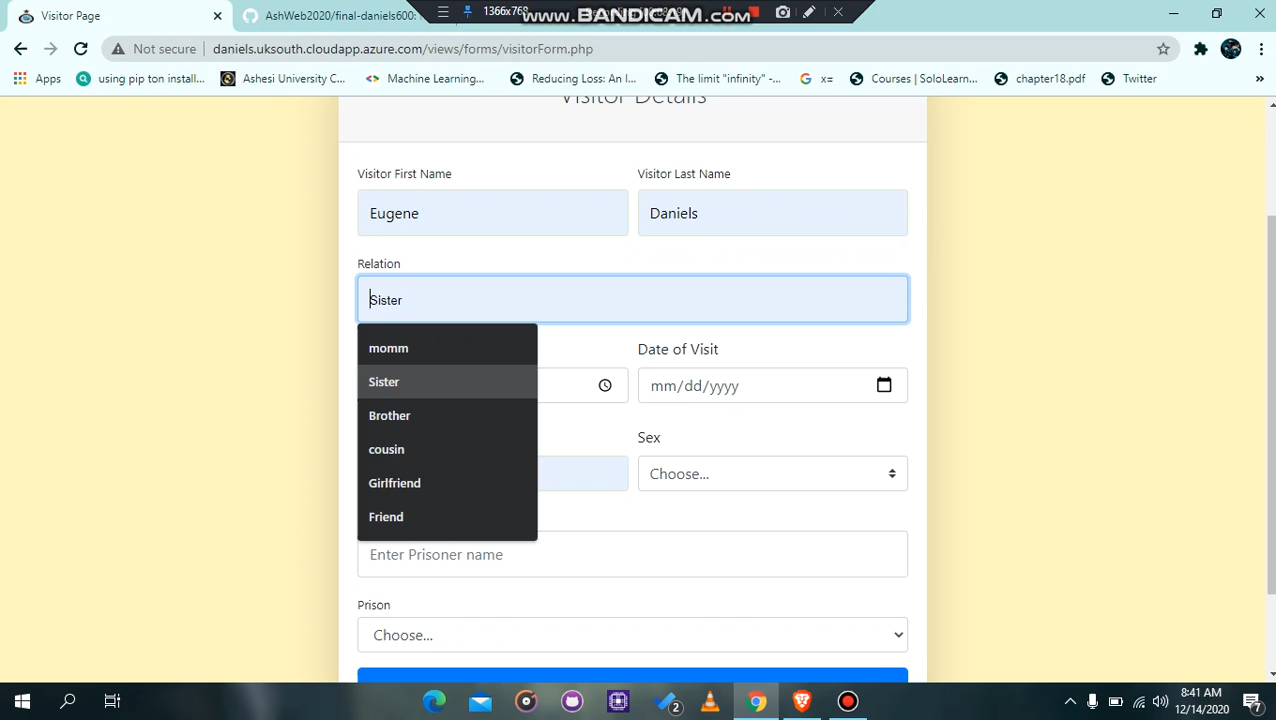 Visitor Page
AshWeb2020/final-daniels600:
1366x768
www.BANDICAM.com
Not secure
daniels.uksouth.cloudapp.azure.com/views/forms/visitorForm.php
Apps
using pip ton install...
Ashesi University C...
Machine Learning...
Reducing Loss: An I...
The limit "infinity" -...
x=
Courses | SoloLearn...
chapter18.pdf
Twitter
»
Visitor Details
Visitor First Name
Visitor Last Name
Eugene
Daniels
Relation
Sister
momm
Sister
Brother
cousin
Girlfriend
Friend
Date of Visit
mm/dd/yyyy
Sex
Choose...
Enter Prisoner name
Prison
Choose...
2
8:41 AM
12/14/2020
7